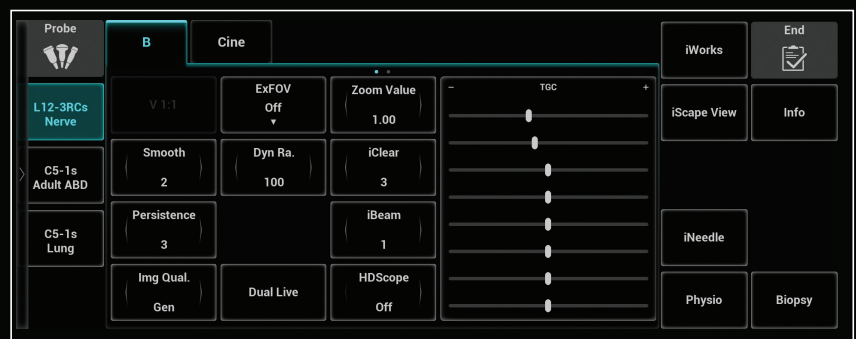 Probe
B
Cine
iWorks
End
L12-3RCs
Nerve
V 1:1
ExFOV
Off
Zoom Value
1.00
- TGC +
iScape View
Info
Smooth
2
Dyn Ra.
100
iClear
3
C5-1s
Adult ABD
Persistence
3
iBeam
1
C5-1s
Lung
iNeedle
Img Qual.
Gen
Dual Live
HDScope
Off
Physio
Biopsy